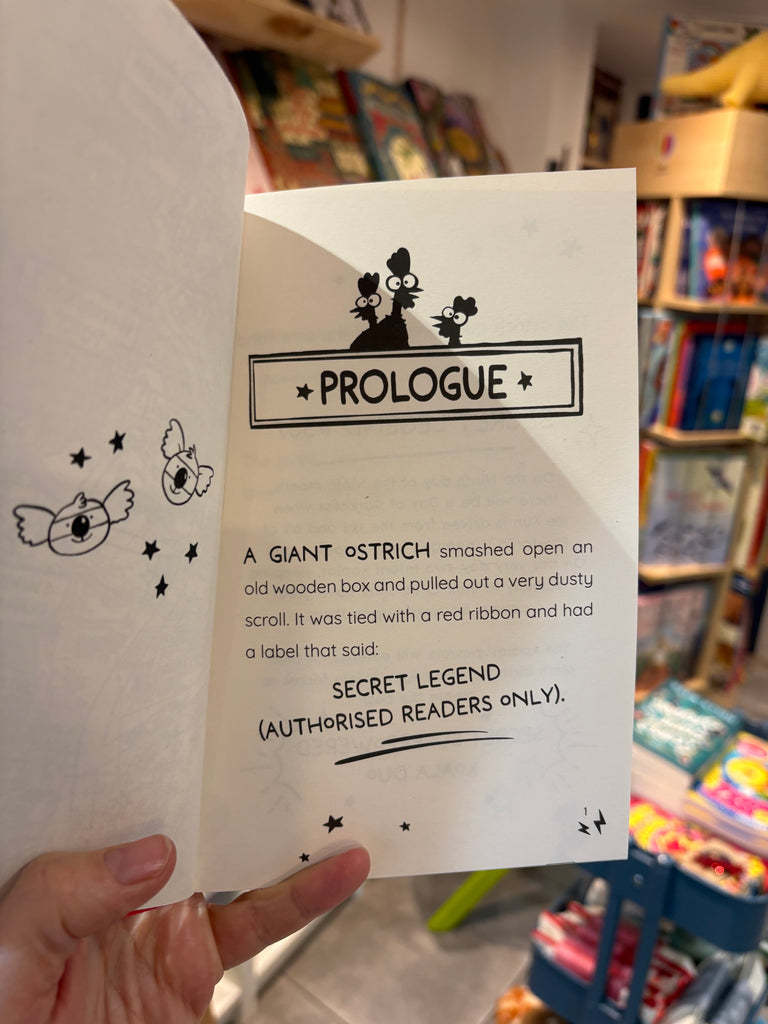 PROLOGUE
A GIANT OSTRICH smashed open an
old wooden box and pulled out a very dusty
scroll. It was tied with a red ribbon and had
a label that said:
SECRET LEGEND
(AUTHORISED READERS ONLY).
1